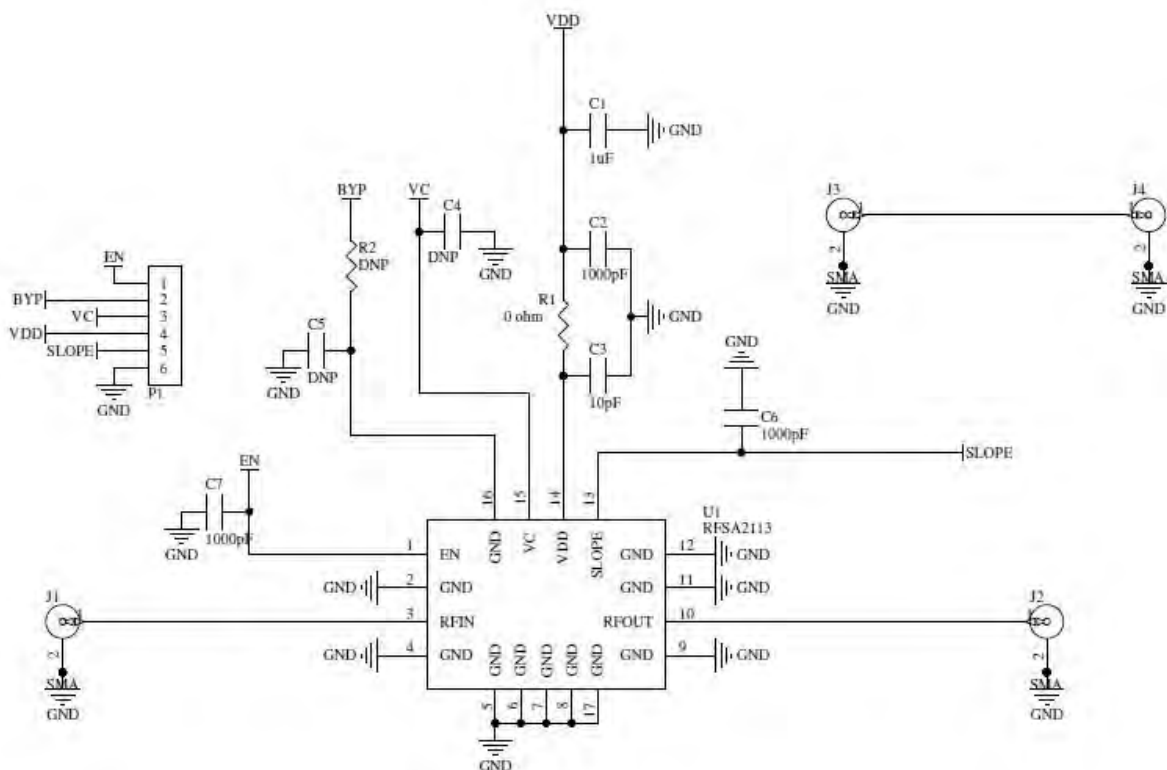 VDD
C1
GND
1uF
BYP
VC
C4
J3
J4
R2
DNP
DNP
GND
C2
1000pF
2
2
EN
1
BYP
2
VC
3
VDD
4
SLOPE
5
6
GND
P1
R1
0 ohm
GND
SMA
GND
SMA
GND
C5
GND
DNP
C3
10pF
GND
C6
1000pF
SLOPE
EN
C7
GND
1000pF
16
15
14
13
U1
RFSA2113
1
EN
GND
VC
VDD
SLOPE
GND
12
GND
GND
2
GND
GND
11
GND
J1
3
RFIN
RFOUT
10
J2
GND
4
GND
GND
GND
GND
GND
GND
GND
9
GND
2
SMA
GND
2
SMA
GND
5
6
7
8
17
GND